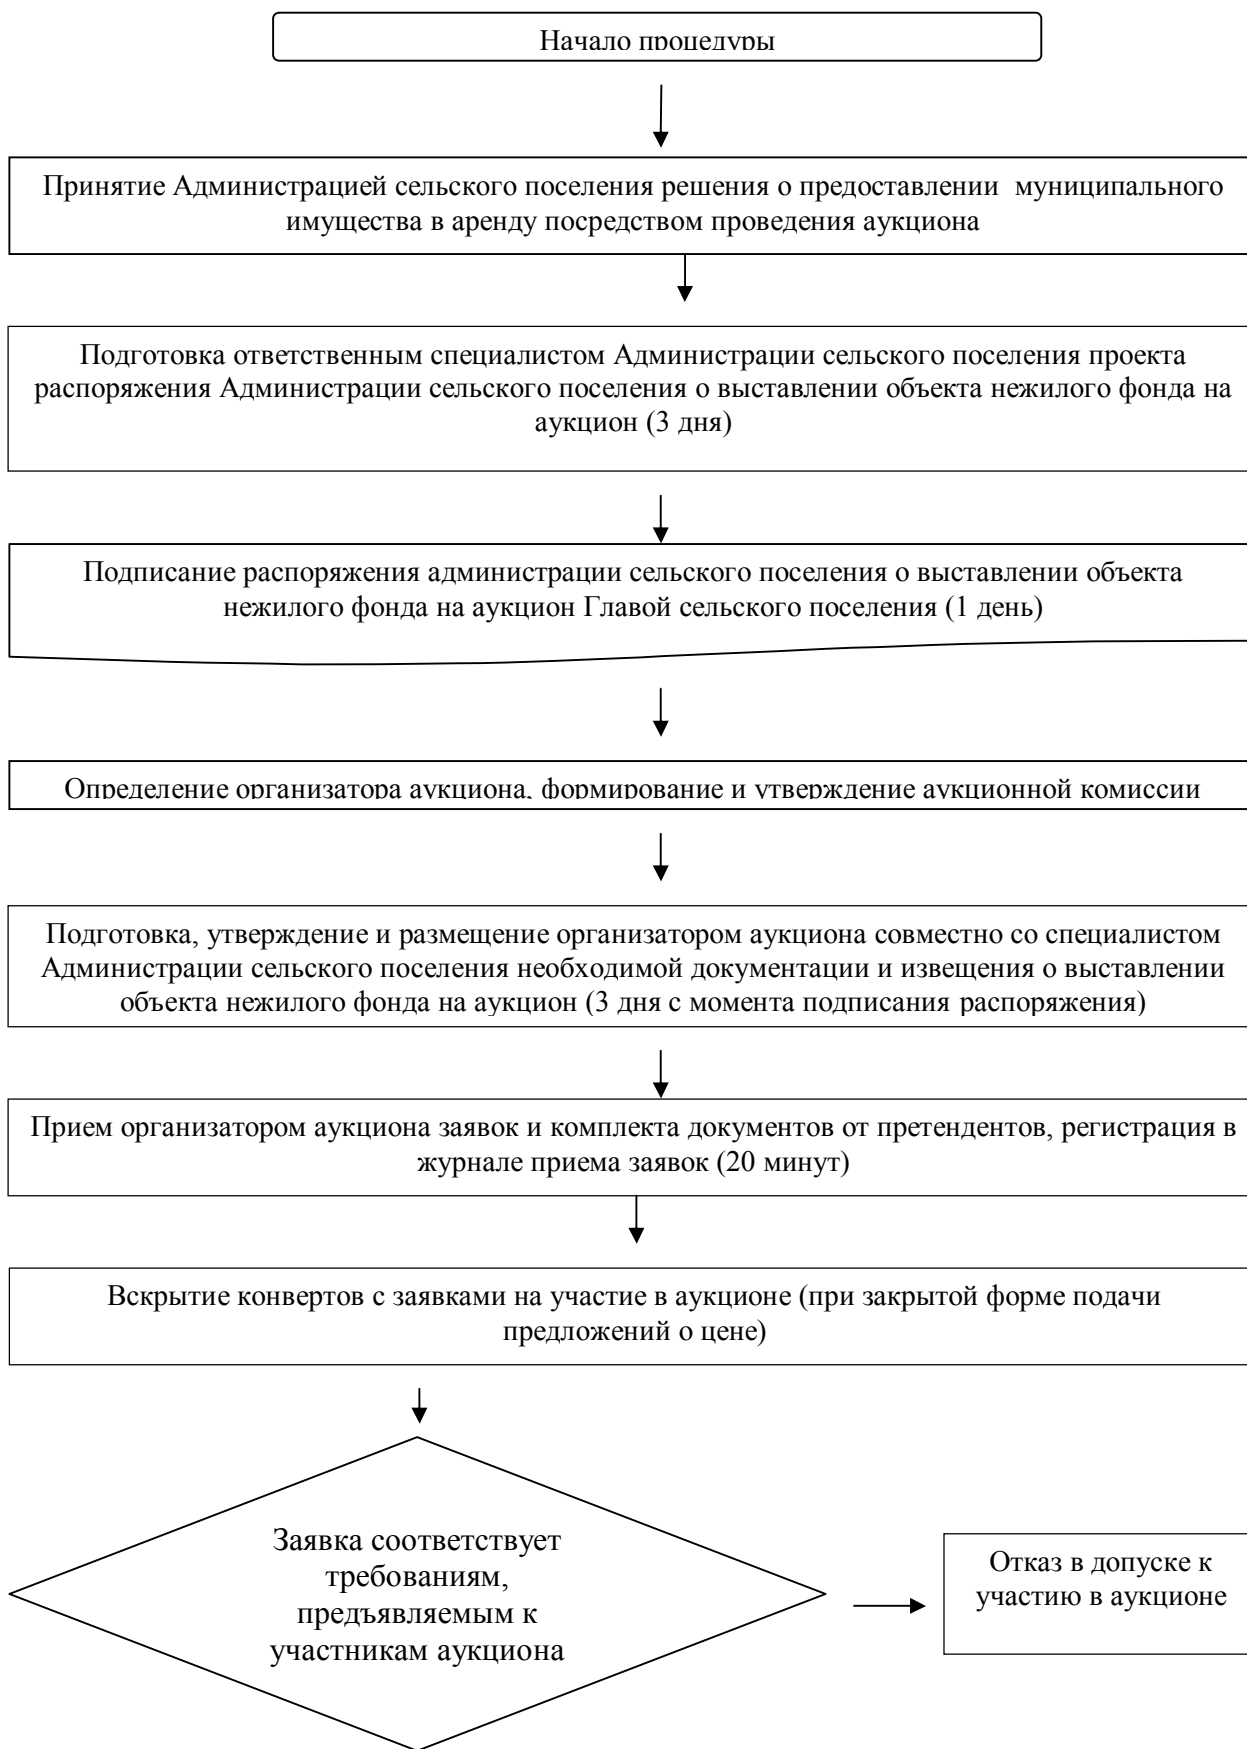 Начало процедуры
Принятие Администрацией сельского поселения решения о предоставлении муниципального
имущества в аренду посредством проведения аукциона
Подготовка ответственным специалистом Администрации сельского поселения проекта
распоряжения Администрации сельского поселения о выставлении объекта нежилого фонда на
аукцион (3 дня)
Подписание распоряжения администрации сельского поселения о выставлении объекта
нежилого фонда на аукцион Главой сельского поселения (1 день)
Определение организатора аукциона, формирование и утверждение аукционной комиссии
Подготовка, утверждение и размещение организатором аукциона совместно со специалистом
Администрации сельского поселения необходимой документации и извещения о выставлении
объекта нежилого фонда на аукцион (3 дня с момента подписания распоряжения)
Прием организатором аукциона заявок и комплекта документов от претендентов, регистрация в
журнале приема заявок (20 минут)
Вскрытие конвертов с заявками на участие в аукционе (при закрытой форме подачи
предложений о цене)
Заявка соответствует
требованиям,
предъявляемым к
участникам аукциона
Отказ в допуске к
участию в аукционе